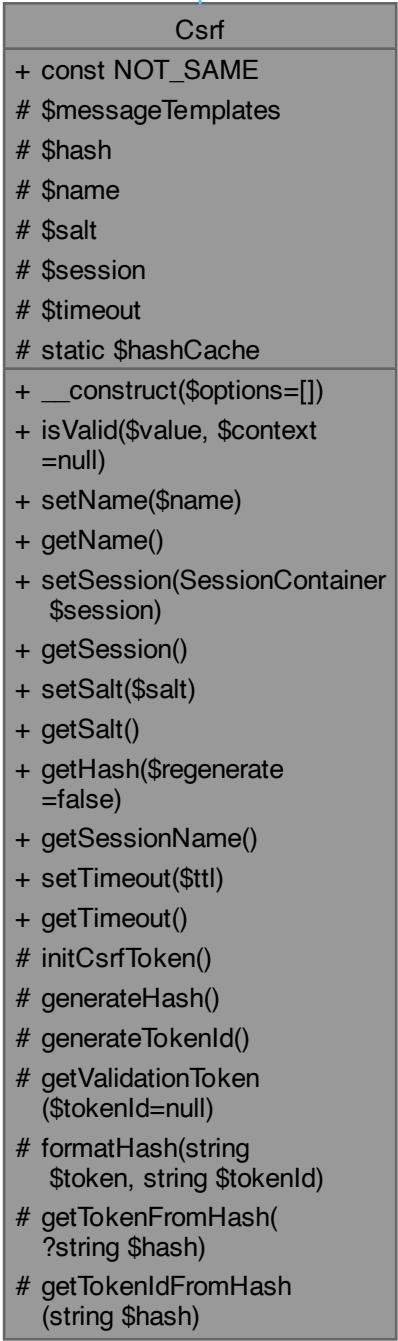 Csrf
+ const NOT_SAME
# $messageTemplates
# $hash
# $name
# $salt
# $session
# $timeout
# static $hashCache
+ __construct($options=[])
+ isValid($value, $context
=null)
+ setName($name)
+ getName()
+ setSession(SessionContainer
$session)
+ getSession()
+ setSalt($salt)
+ getSalt()
+ getHash($regenerate
=false)
+ getSessionName()
+ setTimeout($ttl)
+ getTimeout()
# initCsrfToken()
# generateHash()
# generateTokenId()
# getValidationToken
($tokenId=null)
# formatHash(string
$token, string $tokenId)
# getTokenFromHash(
?string $hash)
# getTokenIdFromHash
(string $hash)